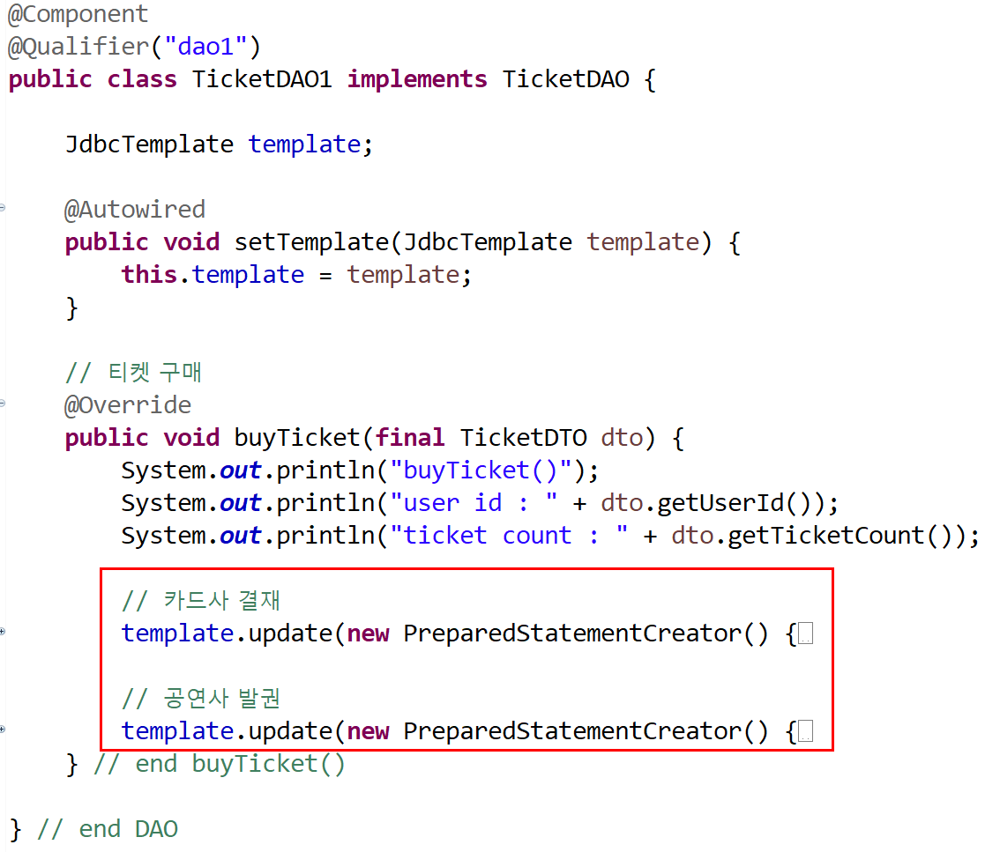 @Component
@Qualifier("dao1")
public class TicketDAO1 implements TicketDAO {
JdbcTemplate template;
@Autowired
public void setTemplate(JdbcTemplate template) {
this.template = template;
}
// 티켓 구매
@Override
public void buyTicket(final TicketDTO dto) {
System.out.println("buyTicket()");
System.out.println("user id : " + dto.getUserId());
System.out.println("ticket count : " + dto.getTicketCount());
// 카드사 결재
template.update(new PreparedStatementCreator() {
// 공연사 발권
template.update(new PreparedStatementCreator() {
} // end buyTicket()
} // end DAO